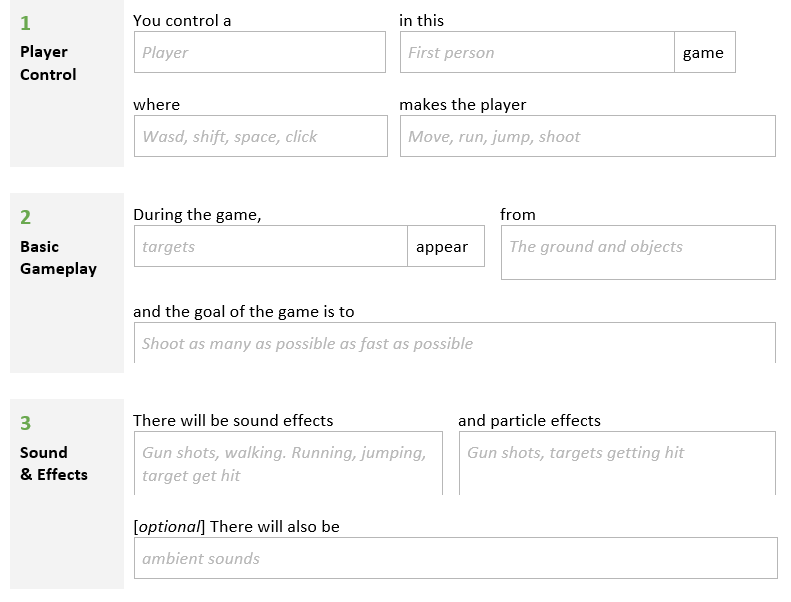 1
Player
Control
You control a
Player
in this
First person
game
where
Wasd, shift, space, click
makes the player
Move, run, jump, shoot
2
Basic
Gameplay
During the game,
targets
appear
from
The ground and objects
and the goal of the game is to
Shoot as many as possible as fast as possible
3
Sound
& Effects
There will be sound effects
Gun shots, walking. Running, jumping,
target get hit
and particle effects
Gun shots, targets getting hit
[optional] There will also be
ambient sounds